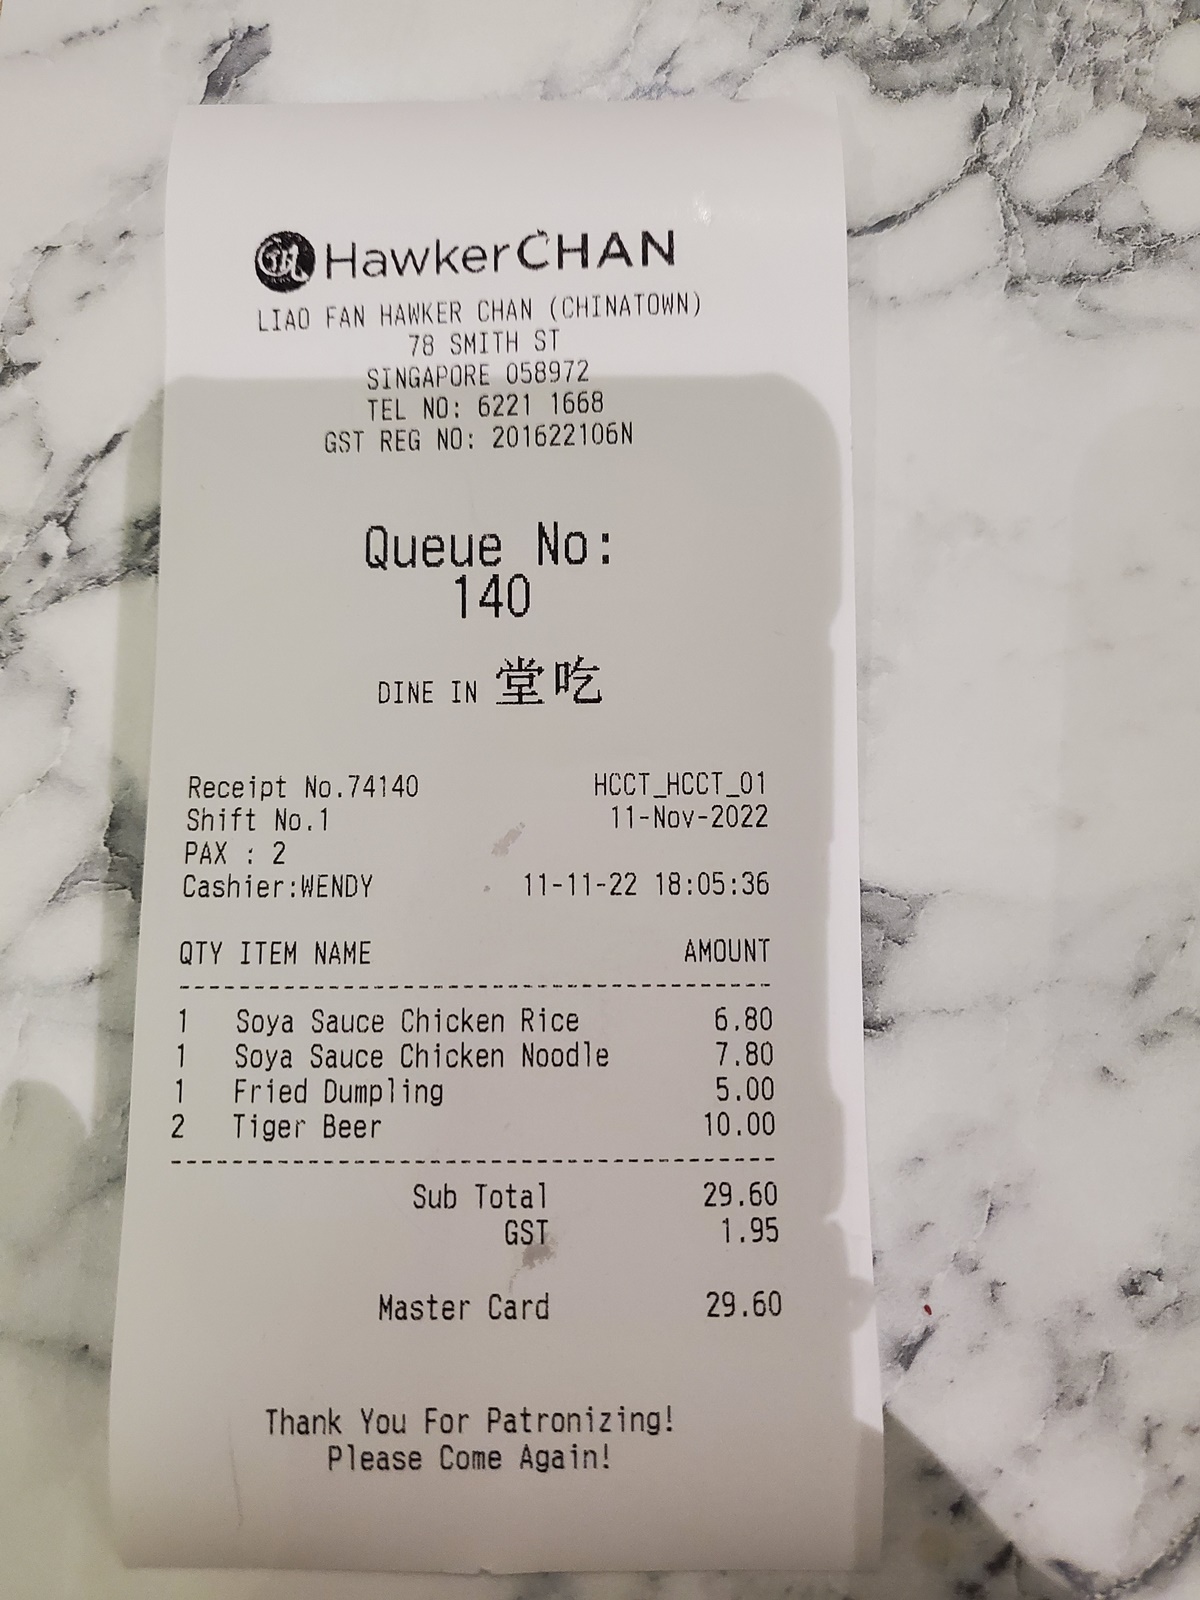 HawkerCHAN
LIAO FAN HAWKER CHAN (CHINATOWN)
78 SMITH ST
SINGAPORE 058972
TEL NO: 6221 1668
GST REG NO: 201622106N
Queue No:
140
DINE IN 堂吃
Receipt No.74140 HCCT_HCCT_01
Shift No.1 11-Nov-2022
PAX : 2
Cashier:WENDY 11-11-22 18:05:36
QTY ITEM NAME AMOUNT
1 Soya Sauce Chicken Rice 6.80
1 Soya Sauce Chicken Noodle 7.80
1 Fried Dumpling 5.00
2 Tiger Beer 10.00
Sub Total 29.60
GST 1.95
Master Card 29.60
Thank You For Patronizing!
Please Come Again!